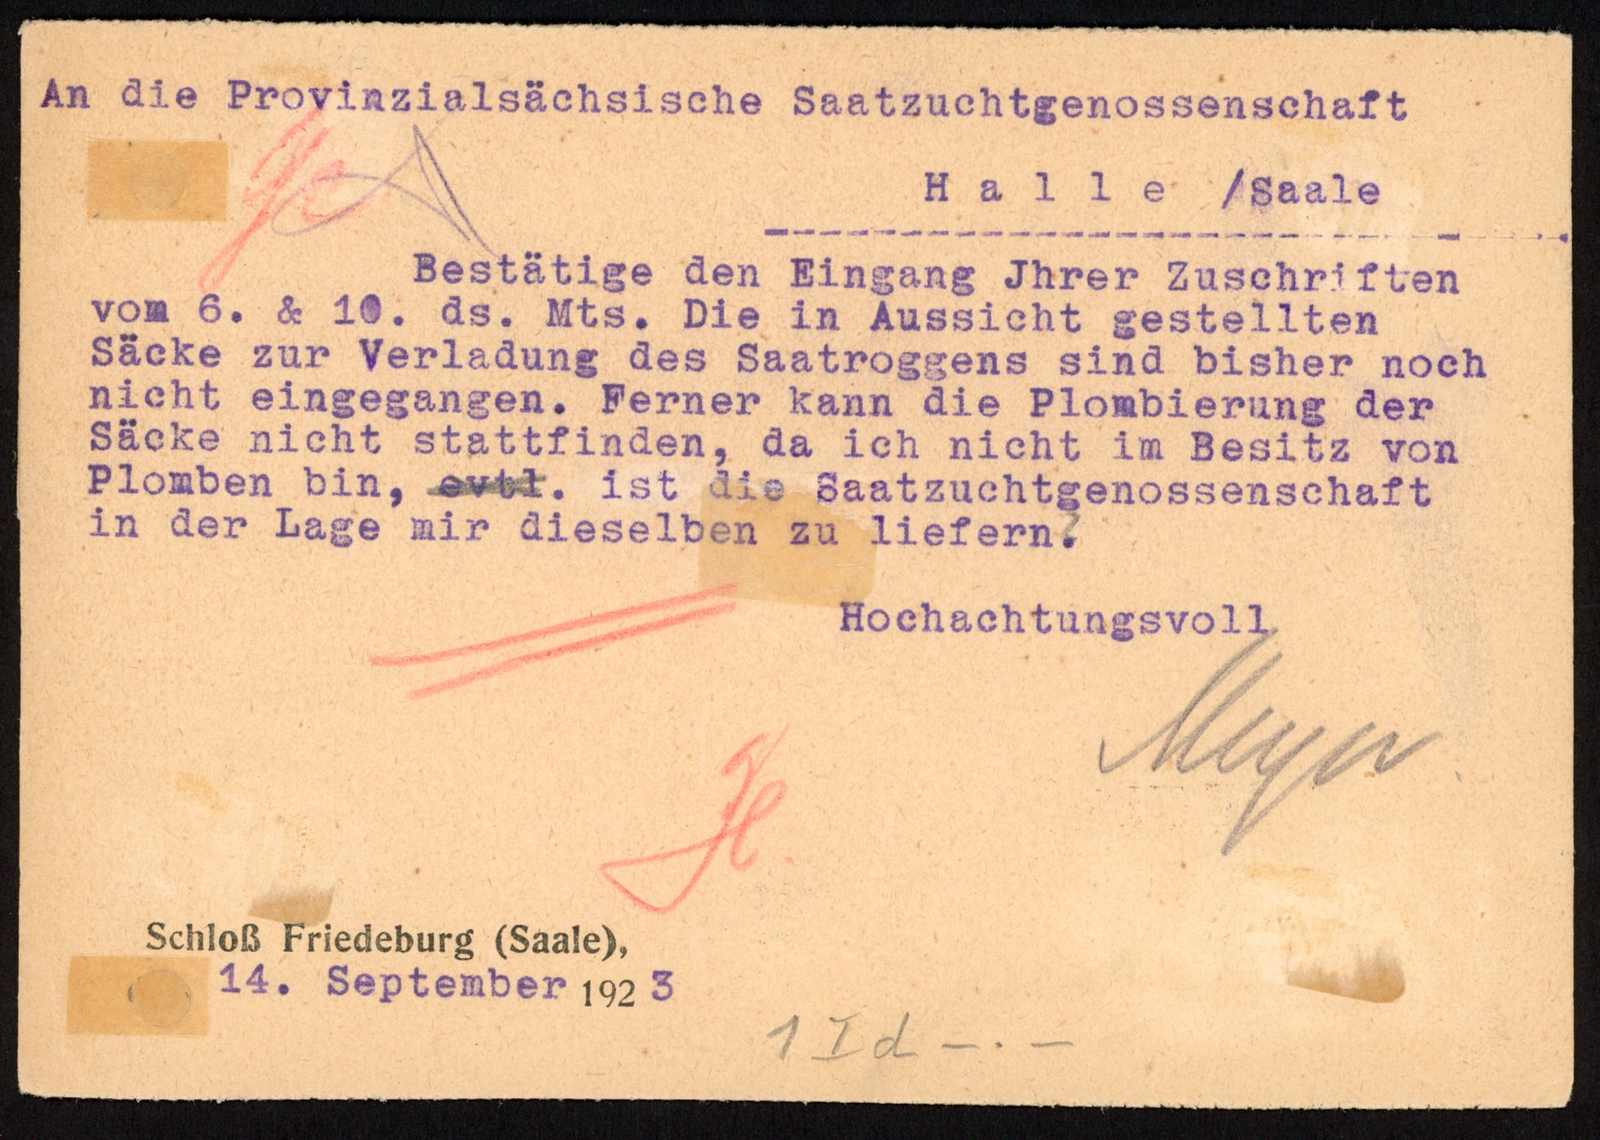 An die Provinzialsächsische Saatzuchtgenossenschaft
H a l l e /Saale
Bestätige den Eingang Jhrer Zuschriften
vom 6. & 10. ds. Mts. Die in Aussicht gestellten
Säcke zur Verladung des Saatroggens sind bisher noch
nicht eingegangen. Ferner kann die Plombierung der
Säcke nicht stattfinden, da ich nicht im Besitz von
Plomben bin, evtl. ist die Saatzuchtgenossenschaft
in der Lage mir dieselben zu liefern?
Hochachtungsvoll
Meyer
Schloß Friedeburg (Saale),
14. September 1923
1 I d –.–